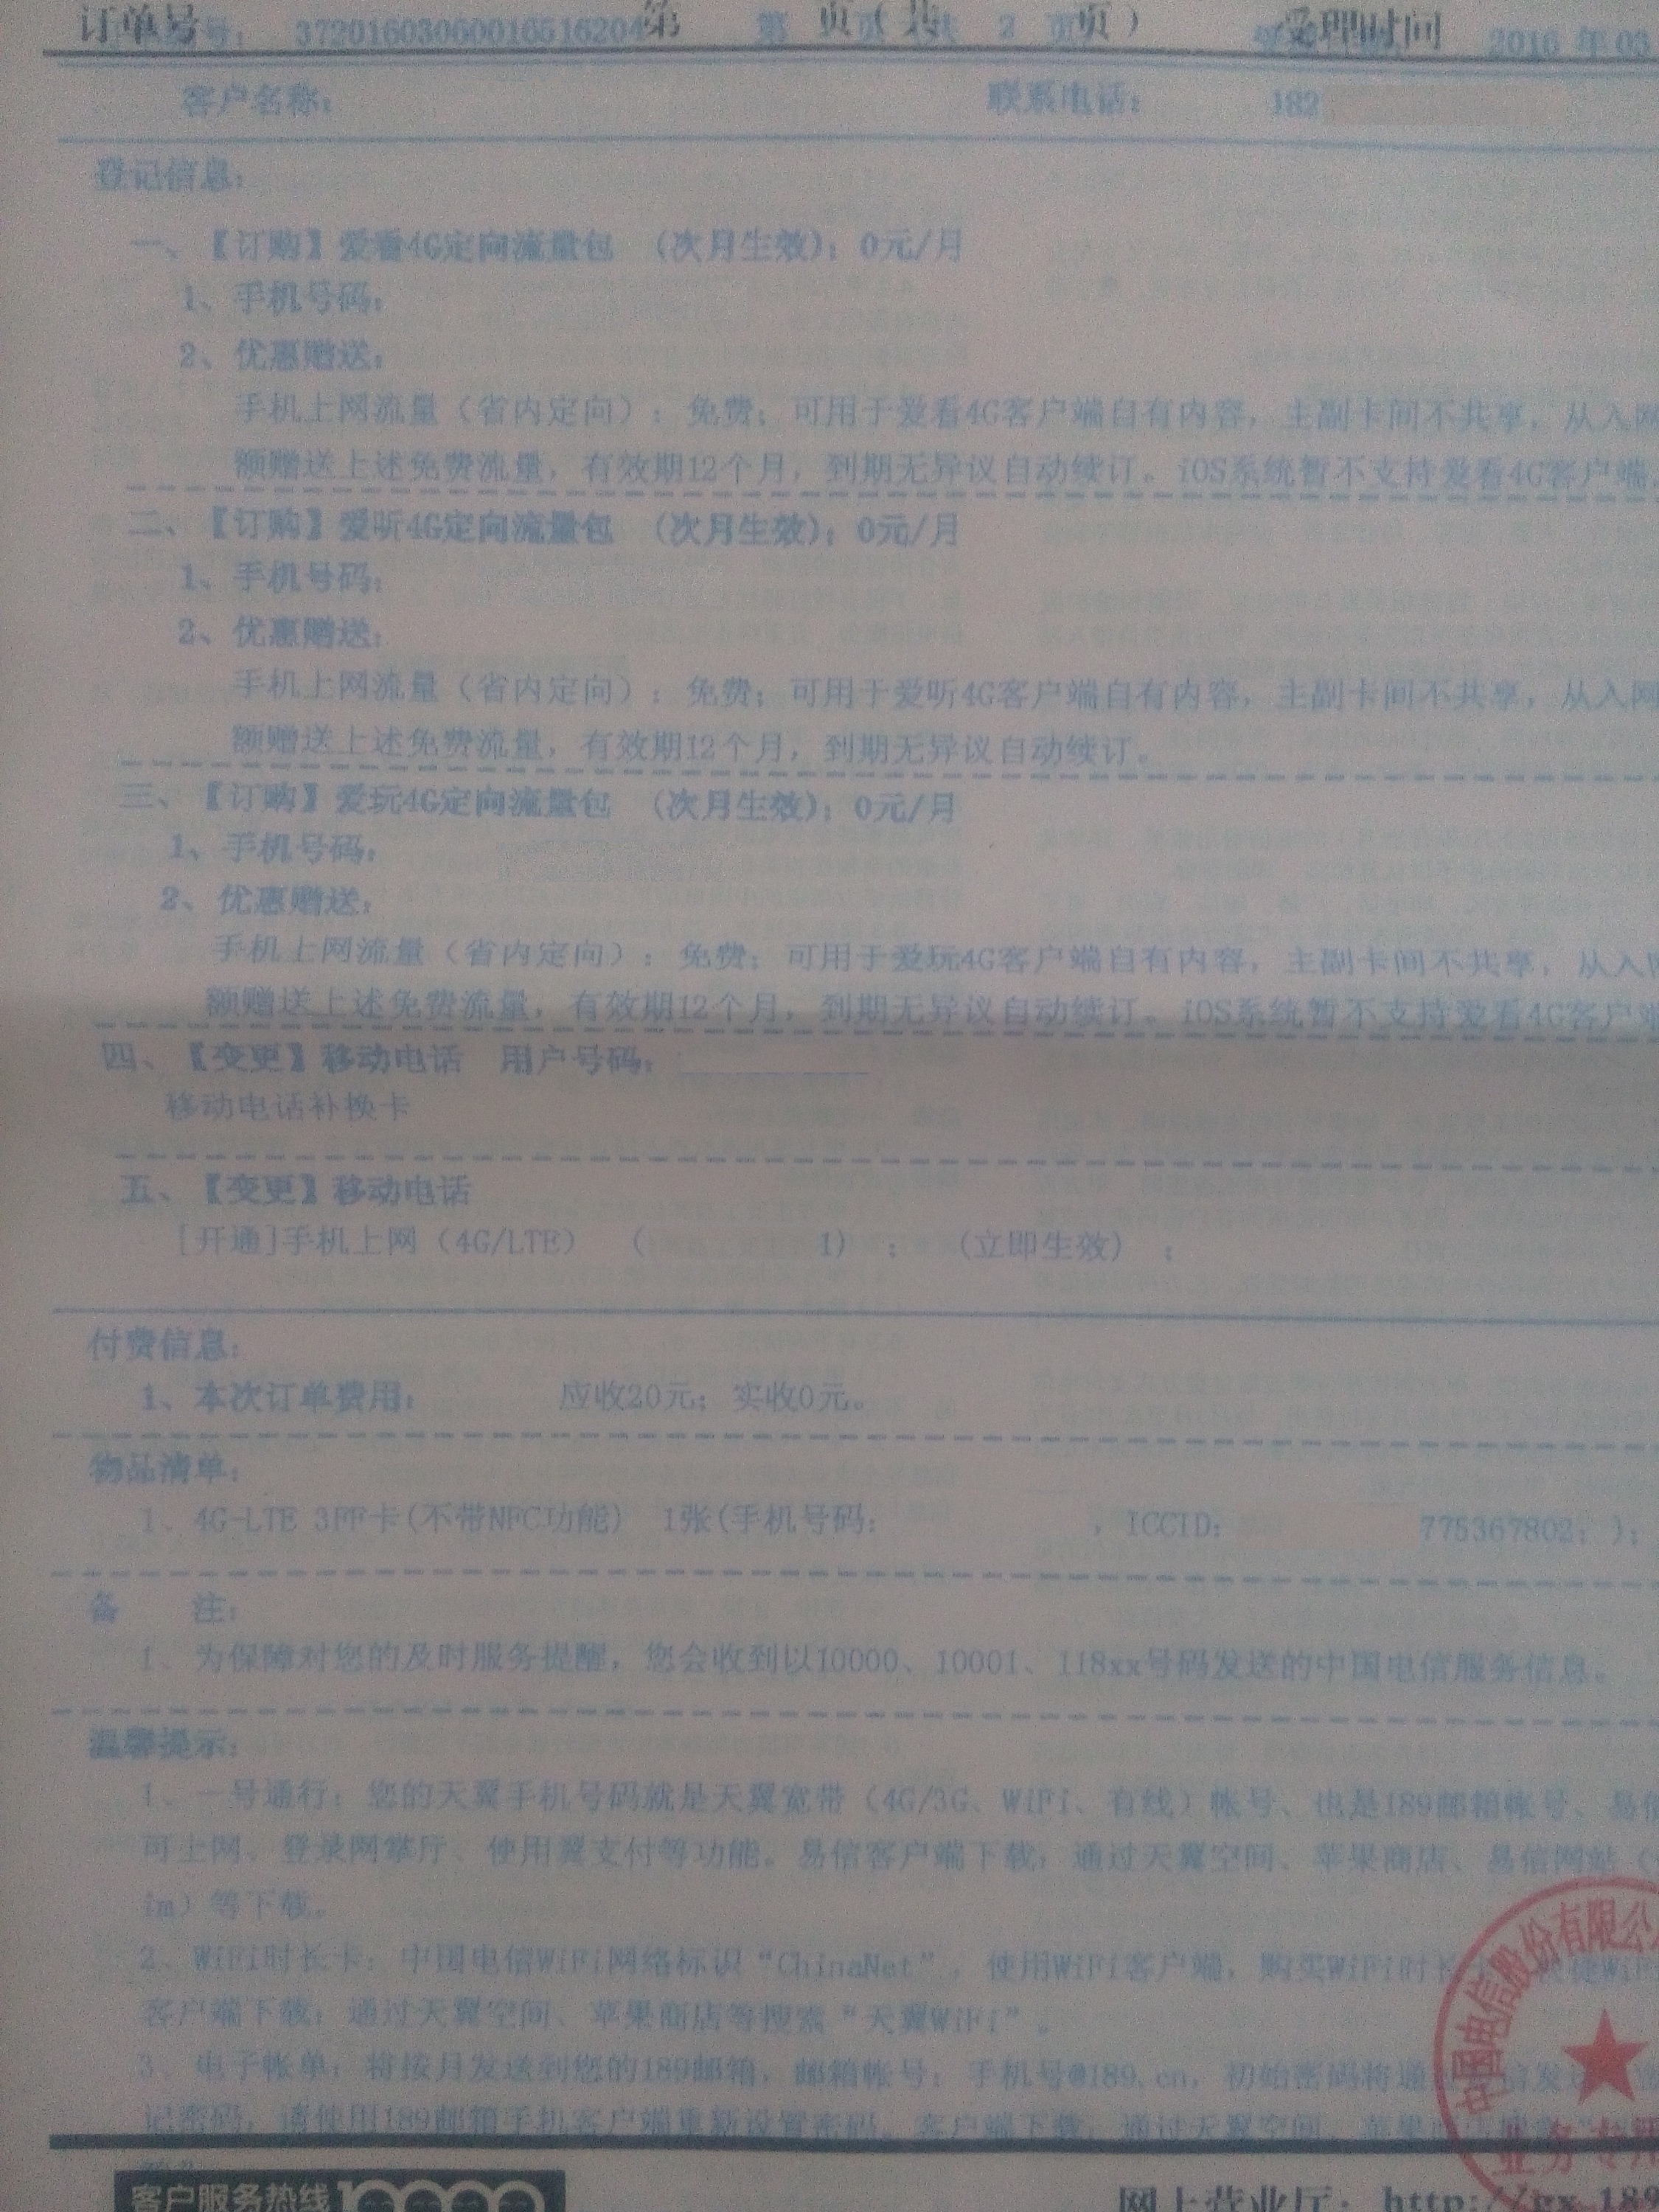 订单号 号： 37201603060016516204 第 页（共 2 页） 受理时间 2016 年 03
客户名称： 联系电话： 182
登记信息：
一、【订购】爱看4G定向流量包 （次月生效）；0元/月
1、手机号码：
2、优惠赠送：
手机上网流量（省内定向）：免费；可用于爱看4G客户端自有内容，主副卡间不共享，从入网
额赠送上述免费流量，有效期12个月，到期无异议自动续订。iOS系统暂不支持爱看4G客户端
二、【订购】爱听4G定向流量包 （次月生效）；0元/月
1、手机号码：
2、优惠赠送：
手机上网流量（省内定向）：免费；可用于爱听4G客户端自有内容，主副卡间不共享，从入网
额赠送上述免费流量，有效期12个月，到期无异议自动续订。
三、【订购】爱玩4G定向流量包 （次月生效）；0元/月
1、手机号码：
2、优惠赠送：
手机上网流量（省内定向）：免费；可用于爱玩4G客户端自有内容，主副卡间不共享，从入网
额赠送上述免费流量，有效期12个月，到期无异议自动续订。iOS系统暂不支持爱看4G客户端
四、【变更】移动电话 用户号码：
移动电话补换卡
五、【变更】移动电话
[开通]手机上网（4G/LTE） （ 1） ； （立即生效） ；
付费信息：
1、本次订单费用： 应收20元；实收0元。
物品清单：
1、4G-LTE 3FF卡(不带NFC功能) 1张(手机号码： ，ICCID： 775367802；)；
备 注：
1、为保障对您的及时服务提醒，您会收到以10000、10001、118xx号码发送的中国电信服务信息。
温馨提示：
1、一号通行：您的天翼手机号码就是天翼宽带（4G/3G、WiFi、有线）帐号、也是189邮箱帐号、易信
可上网、登录网掌厅、使用翼支付等功能。易信客户端下载：通过天翼空间、苹果商店、易信网站（
im）等下载。
2、WiFi时长卡：中国电信WiFi网络标识“ChinaNet”，使用WiFi客户端，购买WiFi时长 便捷WiFi
客户端下载：通过天翼空间、苹果商店等搜索“天翼WiFi”。
3、电子帐单：将按月发送到您的189邮箱，邮箱帐号：手机号@189.cn，初始密码将通 信发
记密码，请使用189邮箱手机客户端重新设置密码。客户端下载：通过天翼空间、苹果商店
中国电信股份有限公
业务专用
客户服务热线 10000
网上营业厅：http://gx.189